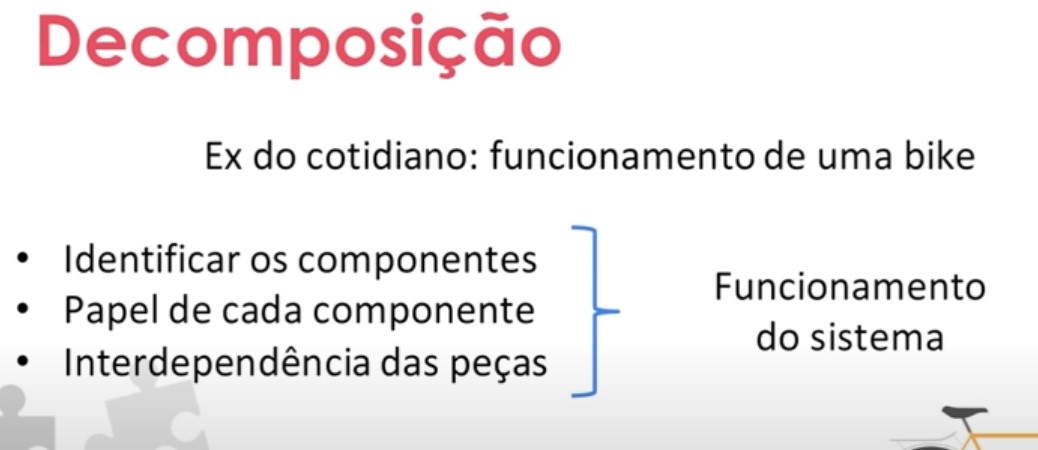 Decomposição
Ex do cotidiano: funcionamento de uma bike
• Identificar os componentes
• Papel de cada componente
• Interdependência das peças
Funcionamento
do sistema